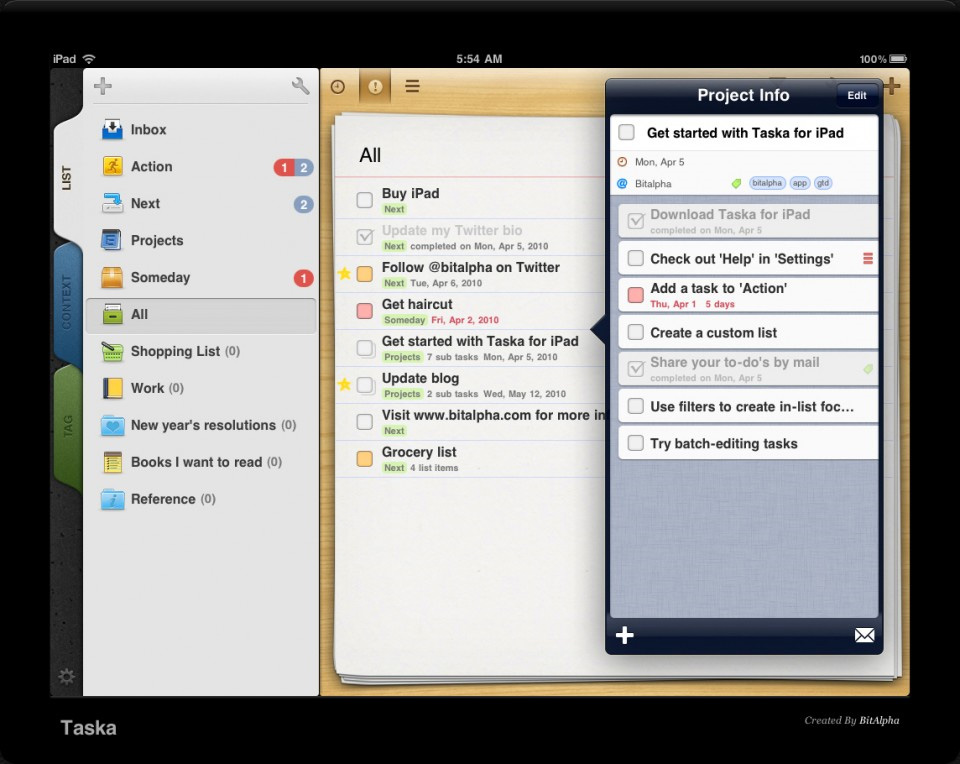 iPad
5:54 AM
100%
LIST
CONTEXT
TAG
Inbox
Action 1 2
Next 2
Projects
Someday 1
All
Shopping List (0)
Work (0)
New year's resolutions (0)
Books I want to read (0)
Reference (0)
All
Buy iPad
Next
Update my Twitter bio
Next completed on Mon, Apr 5, 2010
Follow @bitalpha on Twitter
Next Tue, Apr 6, 2010
Get haircut
Someday Fri, Apr 2, 2010
Get started with Taska for iPad
Projects 7 sub tasks Mon, Apr 5, 2010
Update blog
Projects 2 sub tasks Wed, May 12, 2010
Visit www.bitalpha.com for more in
Next
Grocery list
Next 4 list items
Project Info
Edit
Get started with Taska for iPad
Mon, Apr 5
Bitalpha bitalpha app gtd
Download Taska for iPad
completed on Mon, Apr 5
Check out 'Help' in 'Settings'
Add a task to 'Action'
Thu, Apr 1 5 days
Create a custom list
Share your to-do's by mail
completed on Mon, Apr 5
Use filters to create in-list foc...
Try batch-editing tasks
Taska
Created By BitAlpha